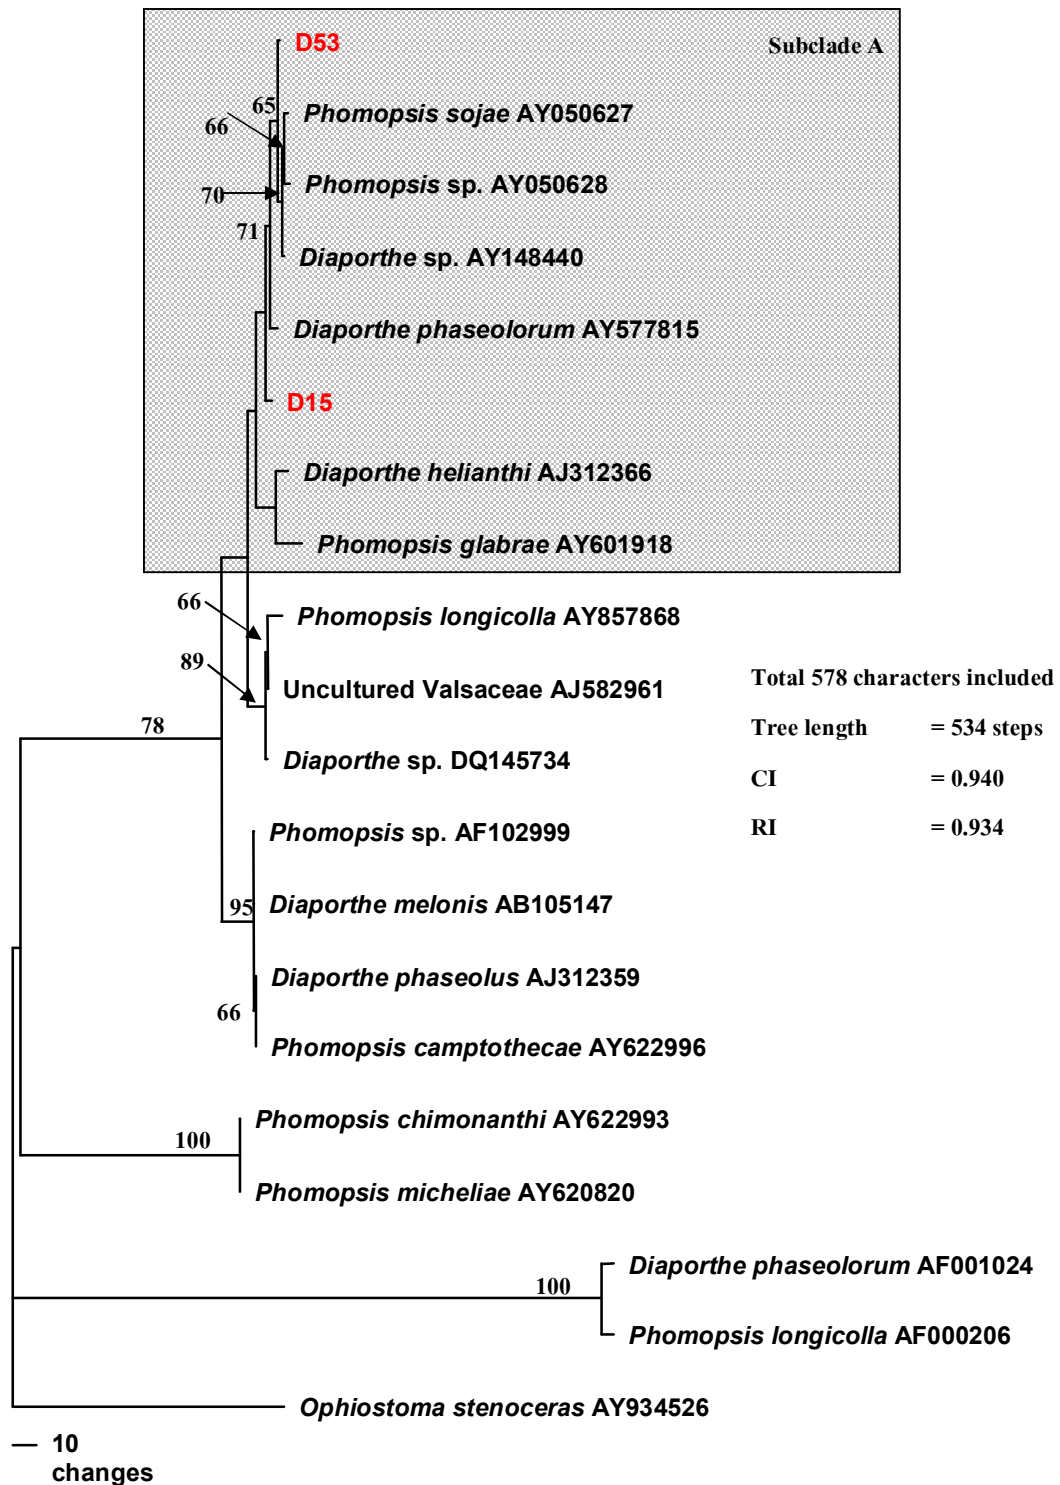 D53
Subclade A
65
Phomopsis sojae AY050627
66
Phomopsis sp. AY050628
70
71
Diaporthe sp. AY148440
Diaporthe phaseolorum AY577815
D15
Diaporthe helianthi AJ312366
Phomopsis glabrae AY601918
66
Phomopsis longicolla AY857868
89
Uncultured Valsaceae AJ582961
Total 578 characters included
78
Tree length = 534 steps
Diaporthe sp. DQ145734
CI = 0.940
RI = 0.934
Phomopsis sp. AF102999
95
Diaporthe melonis AB105147
Diaporthe phaseolus AJ312359
66
Phomopsis camptothecae AY622996
Phomopsis chimonanthi AY622993
100
Phomopsis micheliae AY620820
Diaporthe phaseolorum AF001024
100
Phomopsis longicolla AF000206
Ophiostoma stenoceras AY934526
10
changes